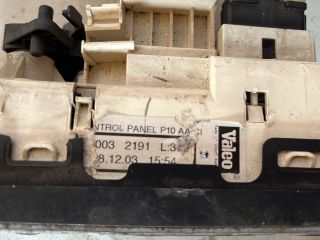 NTROL PANEL P10 AA
003 2191 L:3
8.12.03 15:54
Valeo